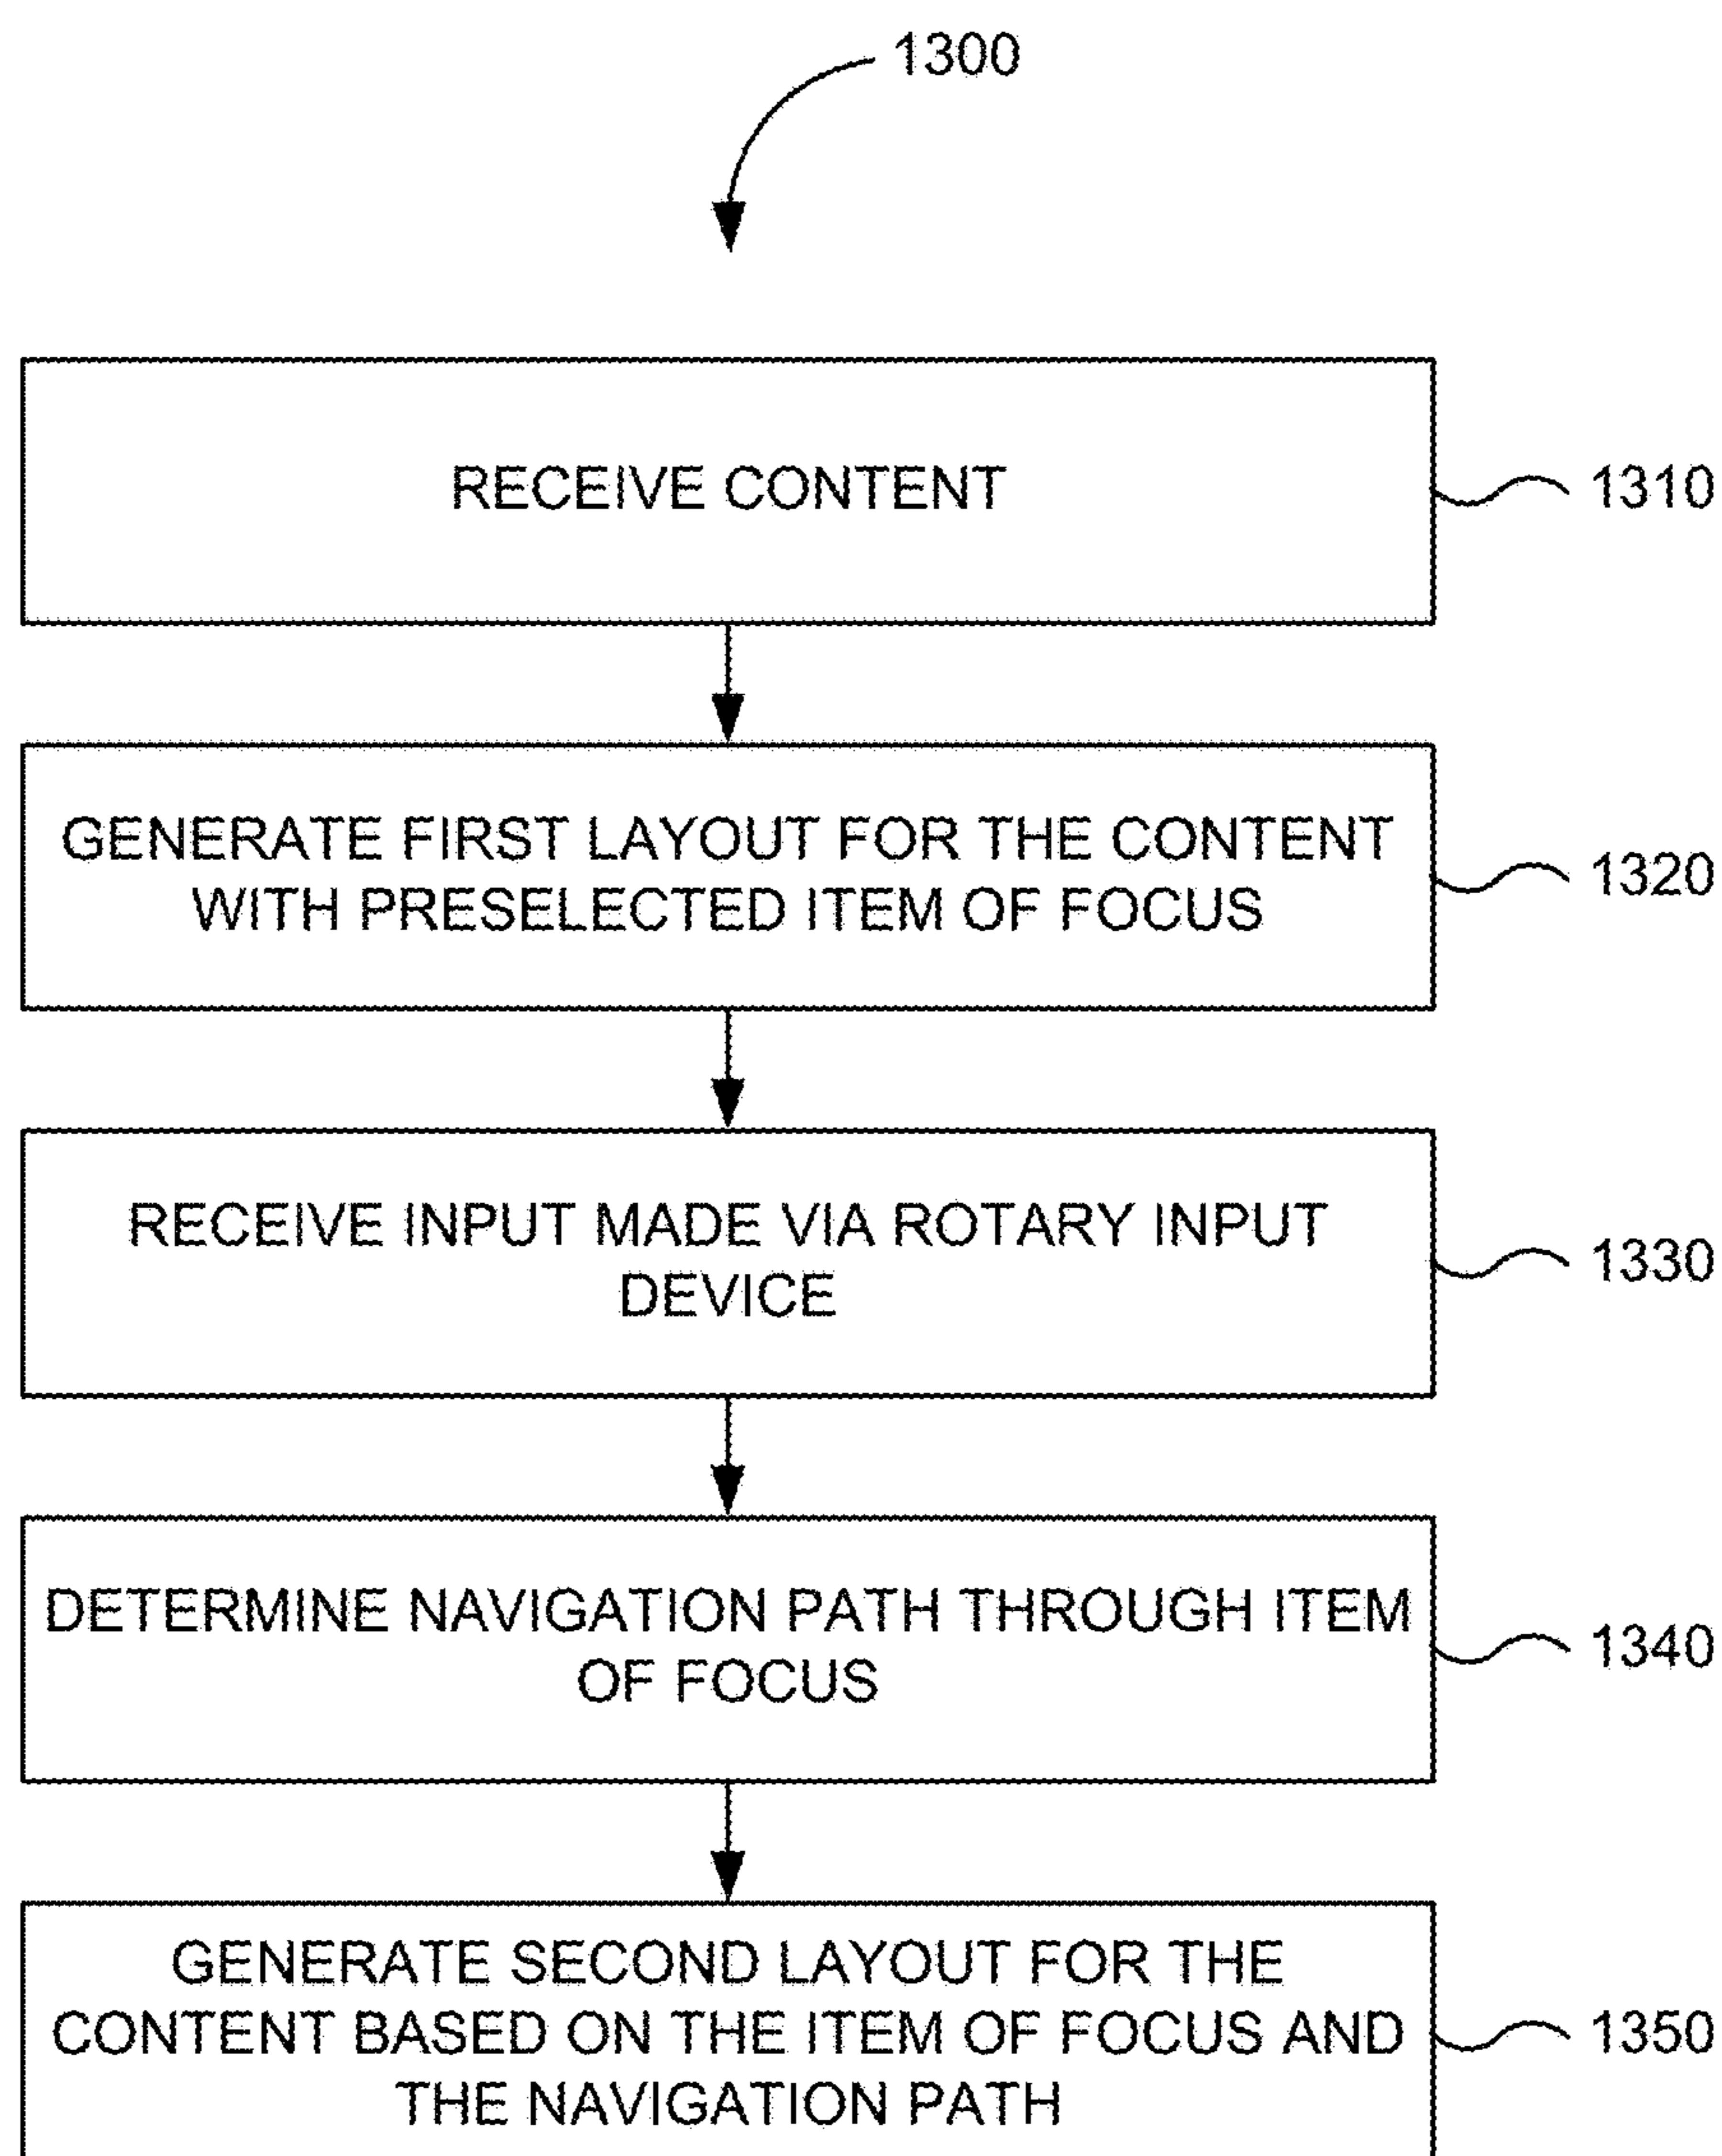 1300
RECEIVE CONTENT
1310
GENERATE FIRST LAYOUT FOR THE CONTENT
WITH PRESELECTED ITEM OF FOCUS
1320
RECEIVE INPUT MADE VIA ROTARY INPUT
DEVICE
1330
DETERMINE NAVIGATION PATH THROUGH ITEM
OF FOCUS
1340
GENERATE SECOND LAYOUT FOR THE
CONTENT BASED ON THE ITEM OF FOCUS AND
THE NAVIGATION PATH
1350